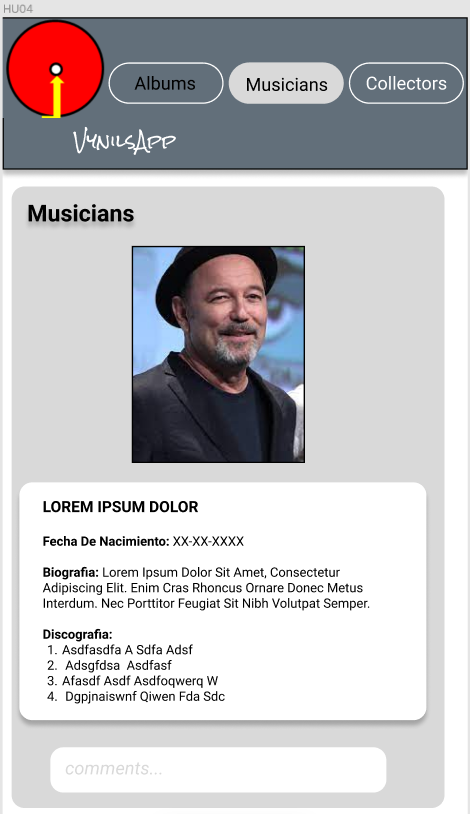 HU04
Albums
Musicians
Collectors
VynilsApp
Musicians
LOREM IPSUM DOLOR
Fecha De Nacimiento: XX-XX-XXXX
Biografia: Lorem Ipsum Dolor Sit Amet, Consectetur
Adipiscing Elit. Enim Cras Rhoncus Ornare Donec Metus
Interdum. Nec Porttitor Feugiat Sit Nibh Volutpat Semper.
Discografia:
1. Asdfasdfa A Sdfa Adsf
2. Adsgfdsa Asdfasf
3. Afasdf Asdf Asdfoqwerq W
4. Dgpjnaiswnf Qiwen Fda Sdc
comments...